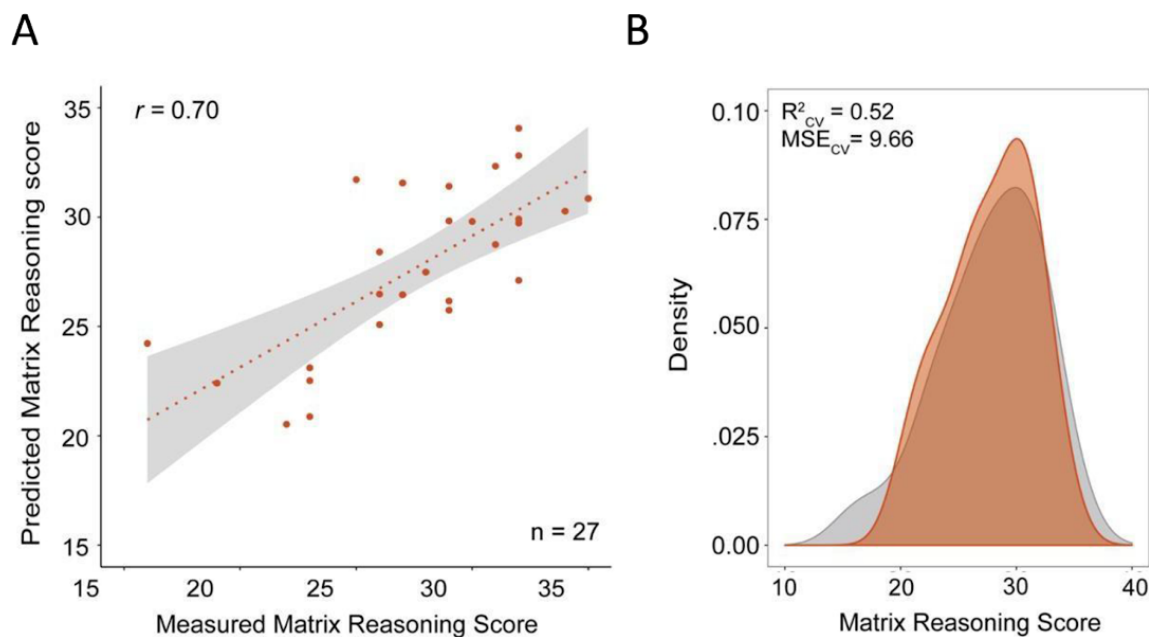 A
B
r = 0.70
n = 27
Predicted Matrix Reasoning score
35
30
25
20
15
15
20
25
30
35
Measured Matrix Reasoning Score
R²CV = 0.52
MSECV= 9.66
Density
0.10
0.075
.050
.025
0.00
10
20
30
40
Matrix Reasoning Score